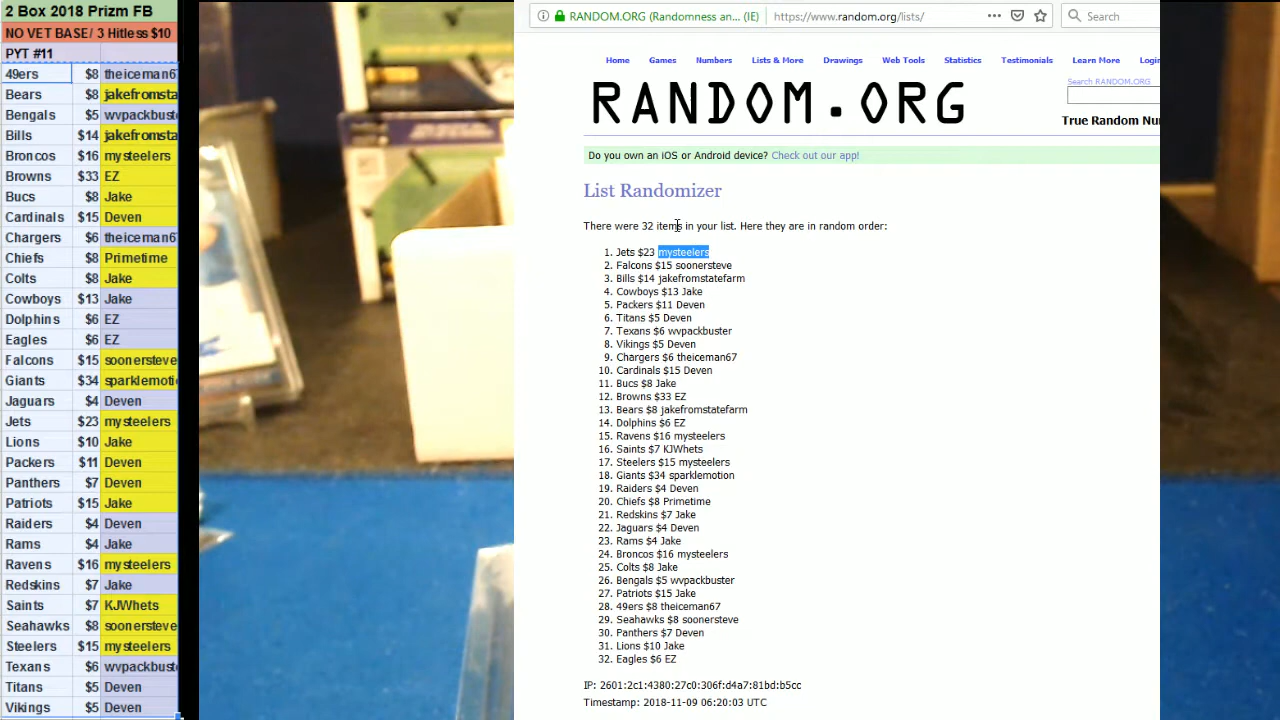 2 Box 2018 Prizm FB
NO VET BASE/ 3 Hitless $10
PYT #11
49ers $8 theiceman67
Bears $8 jakefromsta
Bengals $5 wvpackbust
Bills $14 jakefromsta
Broncos $16 mysteelers
Browns $33 EZ
Bucs $8 Jake
Cardinals $15 Deven
Chargers $6 theiceman67
Chiefs $8 Primetime
Colts $8 Jake
Cowboys $13 Jake
Dolphins $6 EZ
Eagles $6 EZ
Falcons $15 soonersteve
Giants $34 sparklemoti
Jaguars $4 Deven
Jets $23 mysteelers
Lions $10 Jake
Packers $11 Deven
Panthers $7 Deven
Patriots $15 Jake
Raiders $4 Deven
Rams $4 Jake
Ravens $16 mysteelers
Redskins $7 Jake
Saints $7 KJWhets
Seahawks $8 soonersteve
Steelers $15 mysteelers
Texans $6 wvpackbust
Titans $5 Deven
Vikings $5 Deven
RANDOM.ORG (Randomness an... (IE) https://www.random.org/lists/ Search
Home Games Numbers Lists & More Drawings Web Tools Statistics Testimonials Learn More Login
Search RANDOM.ORG
RANDOM.ORG
True Random Nu
Do you own an iOS or Android device? Check out our app!
List Randomizer
There were 32 items in your list. Here they are in random order:
1. Jets $23 mysteelers
2. Falcons $15 soonersteve
3. Bills $14 jakefromstatefarm
4. Cowboys $13 Jake
5. Packers $11 Deven
6. Titans $5 Deven
7. Texans $6 wvpackbuster
8. Vikings $5 Deven
9. Chargers $6 theiceman67
10. Cardinals $15 Deven
11. Bucs $8 Jake
12. Browns $33 EZ
13. Bears $8 jakefromstatefarm
14. Dolphins $6 EZ
15. Ravens $16 mysteelers
16. Saints $7 KJWhets
17. Steelers $15 mysteelers
18. Giants $34 sparklemotion
19. Raiders $4 Deven
20. Chiefs $8 Primetime
21. Redskins $7 Jake
22. Jaguars $4 Deven
23. Rams $4 Jake
24. Broncos $16 mysteelers
25. Colts $8 Jake
26. Bengals $5 wvpackbuster
27. Patriots $15 Jake
28. 49ers $8 theiceman67
29. Seahawks $8 soonersteve
30. Panthers $7 Deven
31. Lions $10 Jake
32. Eagles $6 EZ
IP: 2601:2c1:4380:27c0:306f:d4a7:81bd:b5cc
Timestamp: 2018-11-09 06:20:03 UTC